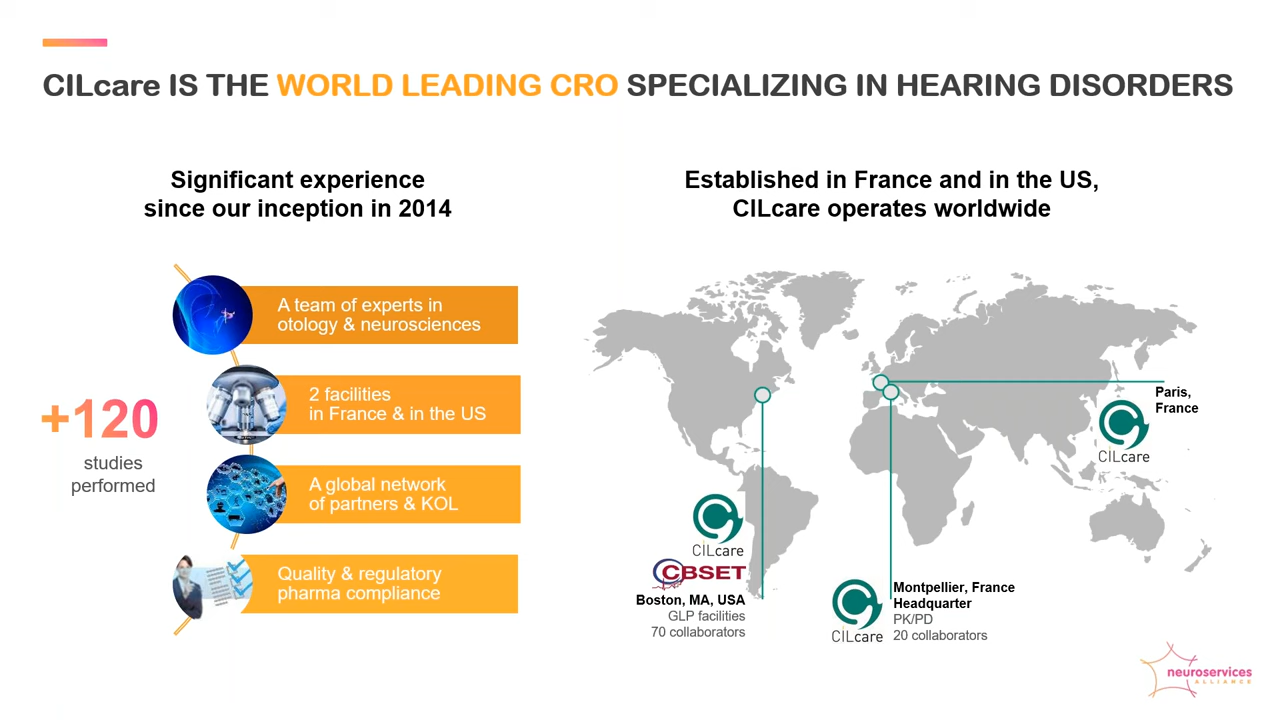 CILcare IS THE WORLD LEADING CRO SPECIALIZING IN HEARING DISORDERS
Significant experience
since our inception in 2014
+120
studies
performed
A team of experts in
otology & neurosciences
2 facilities
in France & in the US
A global network
of partners & KOL
Quality & regulatory
pharma compliance
Established in France and in the US,
CILcare operates worldwide
Paris,
France
CILcare
CILcare
CBSET
Boston, MA, USA
GLP facilities
70 collaborators
CILcare
Montpellier, France
Headquarter
PK/PD
20 collaborators
neuroservices
ALLIANCE